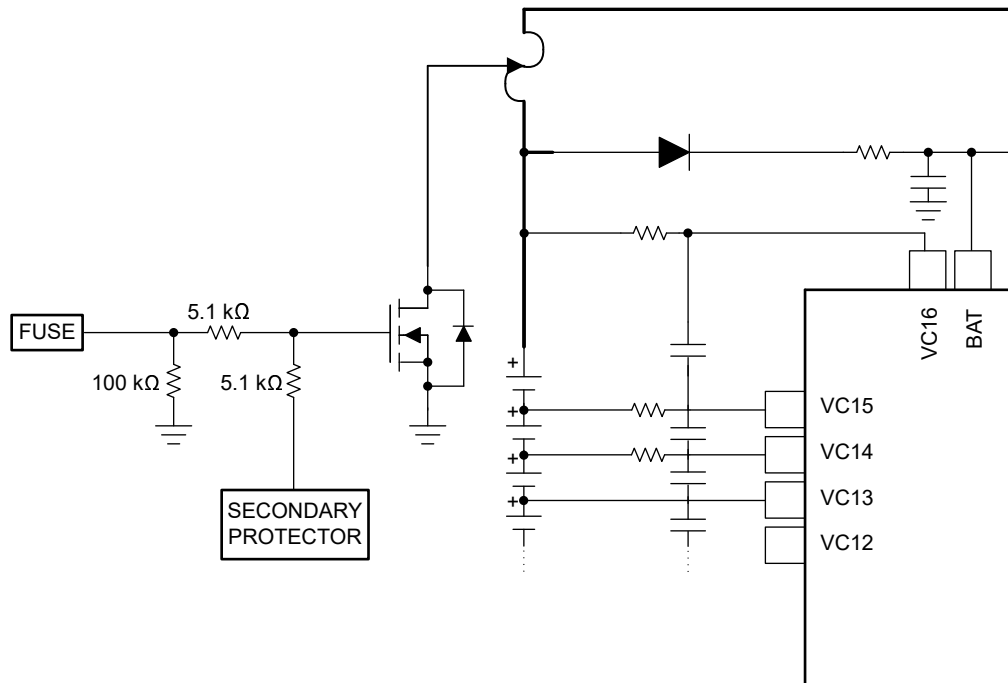 5.1 kΩ
FUSE
100 kΩ
5.1 kΩ
SECONDARY
PROTECTOR
+
+
+
+
VC16
BAT
VC15
VC14
VC13
VC12